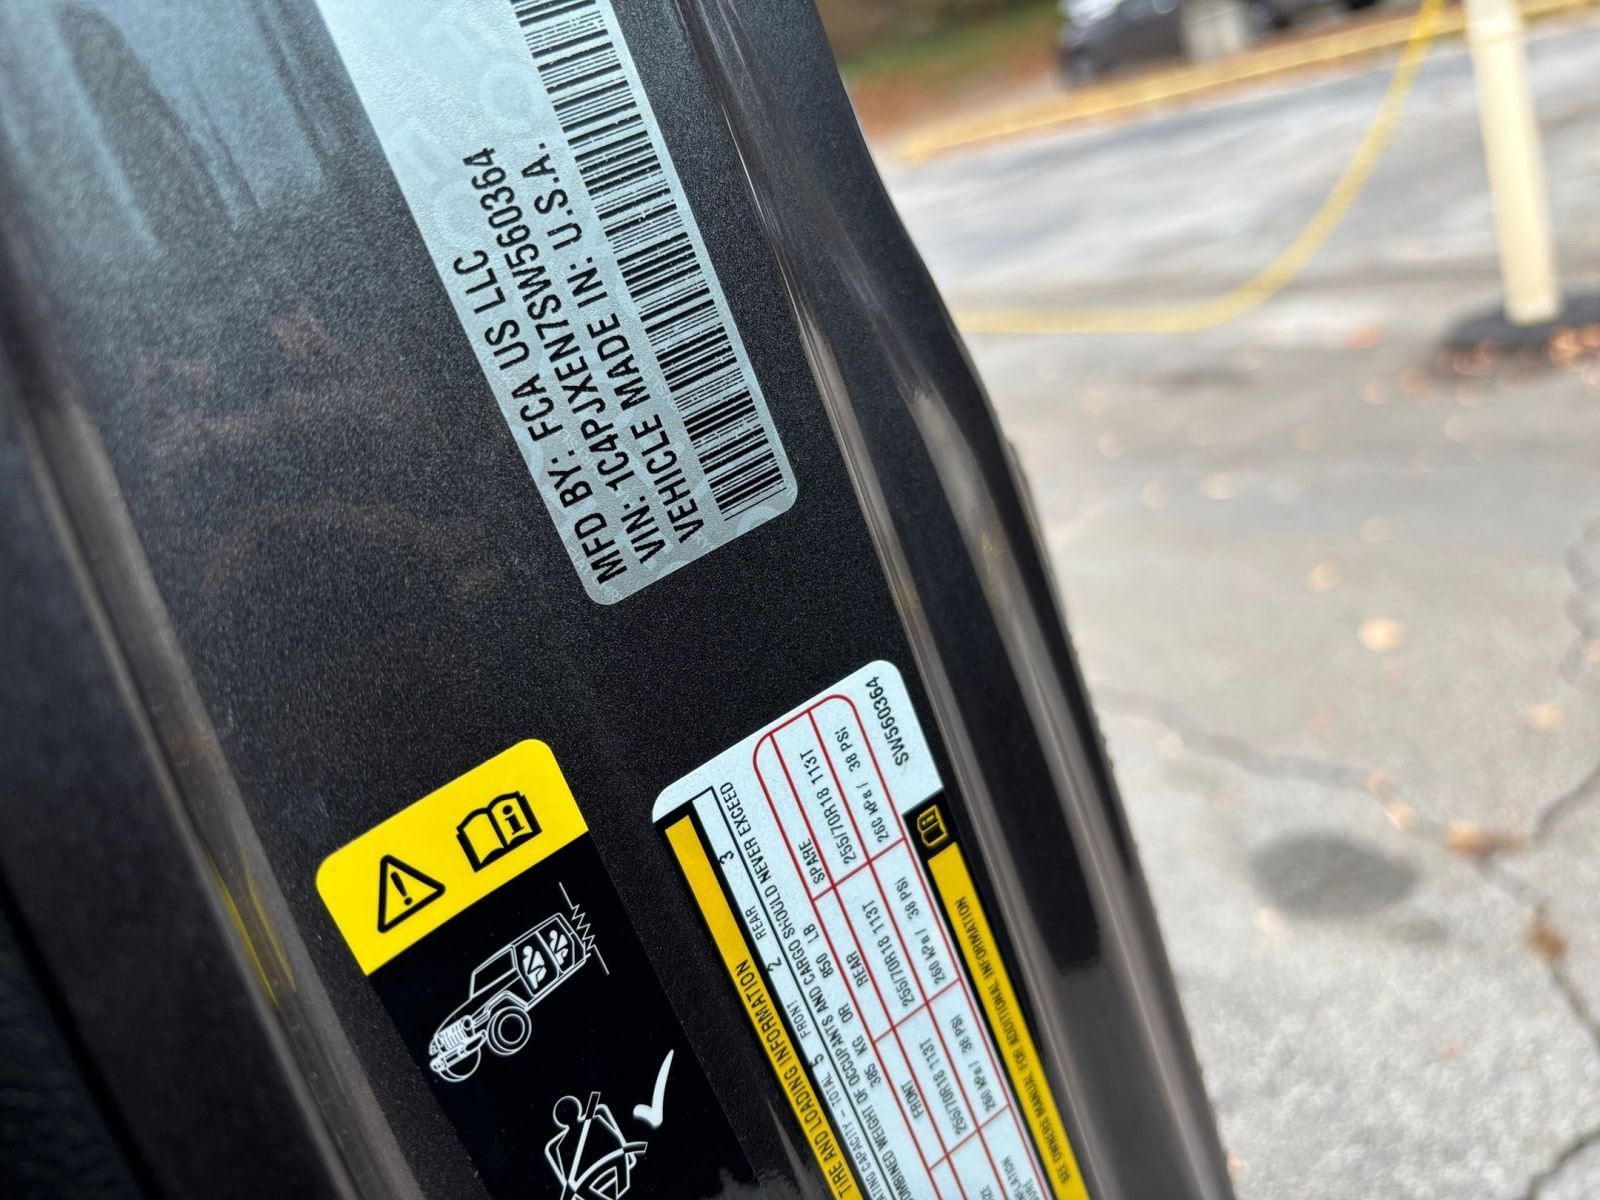 MFD BY: FCA US LLC
VIN: 1C4PJXEN7SW560364
VEHICLE MADE IN: U.S.A.
TIRE AND LOADING INFORMATION
SEATING CAPACITY - TOTAL 5 FRONT 2 REAR 3
COMBINED WEIGHT OF OCCUPANTS AND CARGO SHOULD NEVER EXCEED
385 KG OR 850 LB
FRONT REAR SPARE
255/70R18 113T 255/70R18 113T 255/70R18 113T
260 kPa / 38 PSI 260 kPa / 38 PSI 260 kPa / 38 PSI
SEE OWNERS MANUAL FOR ADDITIONAL INFORMATION
SW560364